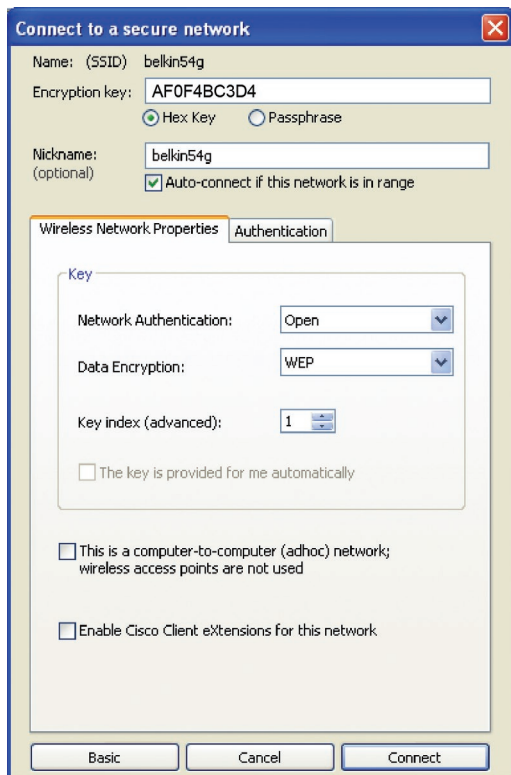 Connect to a secure network
Name: (SSID) belkin54g
Encryption key: AF0F4BC3D4
Hex Key Passphrase
Nickname: belkin54g
(optional)
Auto-connect if this network is in range
Wireless Network Properties Authentication
Key
Network Authentication: Open
Data Encryption: WEP
Key index (advanced): 1
The key is provided for me automatically
This is a computer-to-computer (adhoc) network;
wireless access points are not used
Enable Cisco Client eXtensions for this network
Basic Cancel Connect